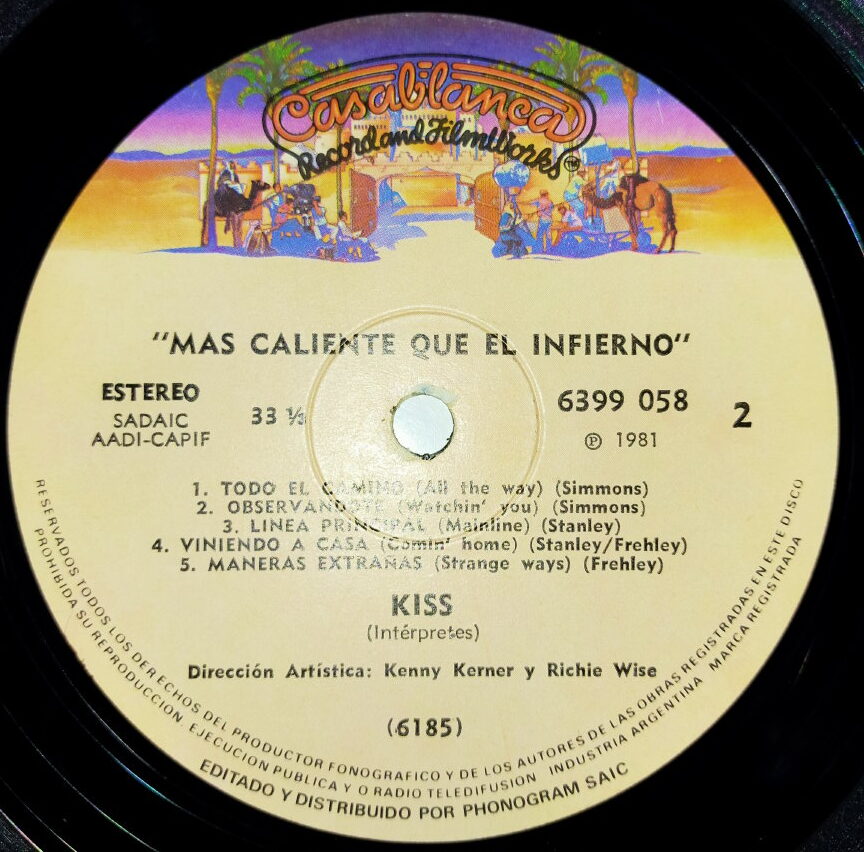 Casablanca
Record and FilmWorks™
"MAS CALIENTE QUE EL INFIERNO"
ESTEREO
SADAIC
AADI-CAPIF
33 ⅓
6399 058
℗ 1981
2
1. TODO EL CAMINO (All the way) (Simmons)
2. OBSERVANDOTE (Watchin' you) (Simmons)
3. LINEA PRINCIPAL (Mainline) (Stanley)
4. VINIENDO A CASA (Comin' home) (Stanley/Frehley)
5. MANERAS EXTRAÑAS (Strange ways) (Frehley)
KISS
(Intérpretes)
Dirección Artística: Kenny Kerner y Richie Wise
(6185)
RESERVADOS TODOS LOS DERECHOS DEL PRODUCTOR FONOGRAFICO Y DE LOS AUTORES DE LAS OBRAS REGISTRADAS EN ESTE DISCO
PROHIBIDA SU REPRODUCCION EJECUCION PUBLICA Y O RADIO TELEDIFUSION INDUSTRIA ARGENTINA MARCA REGISTRADA
EDITADO Y DISTRIBUIDO POR PHONOGRAM SAIC